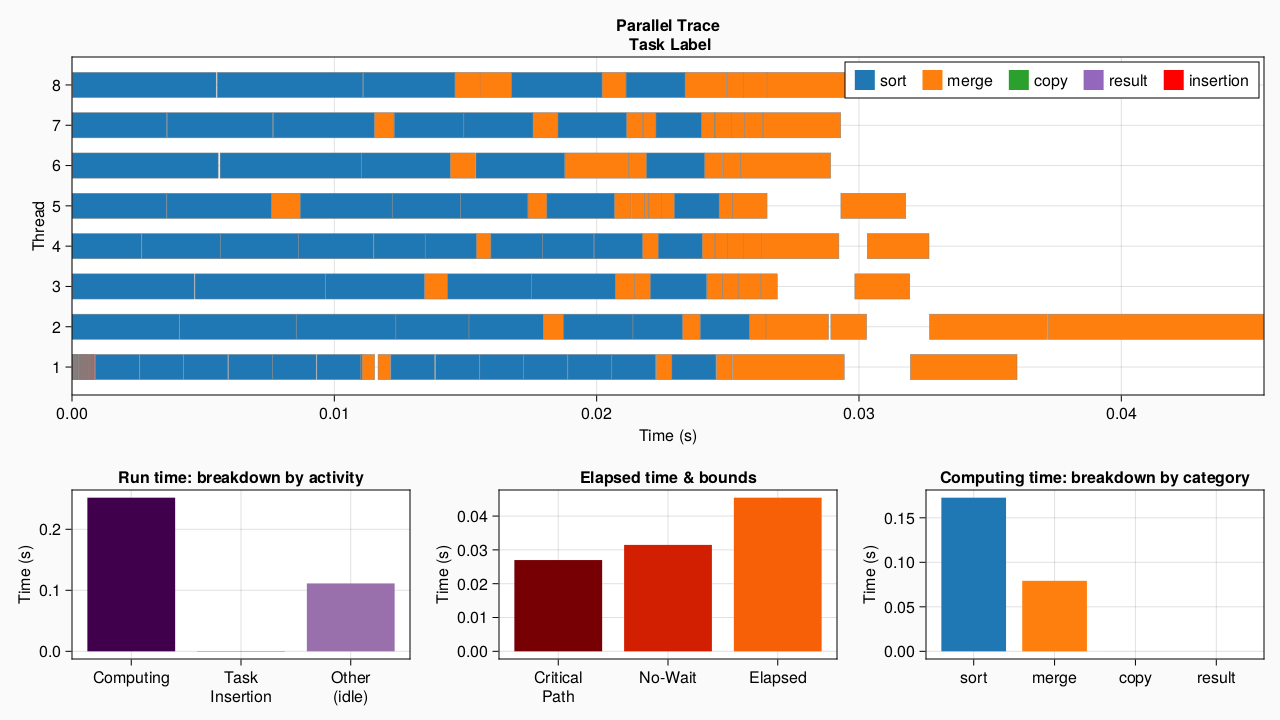 Parallel Trace
Task Label
sort merge copy result insertion
Thread
8
7
6
5
4
3
2
1
0.00 0.01 0.02 0.03 0.04
Time (s)
Run time: breakdown by activity
Time (s)
0.2
0.1
0.0
Computing Task Insertion Other (idle)
Elapsed time & bounds
Time (s)
0.04
0.03
0.02
0.01
0.00
Critical Path No-Wait Elapsed
Computing time: breakdown by category
Time (s)
0.15
0.10
0.05
0.00
sort merge copy result